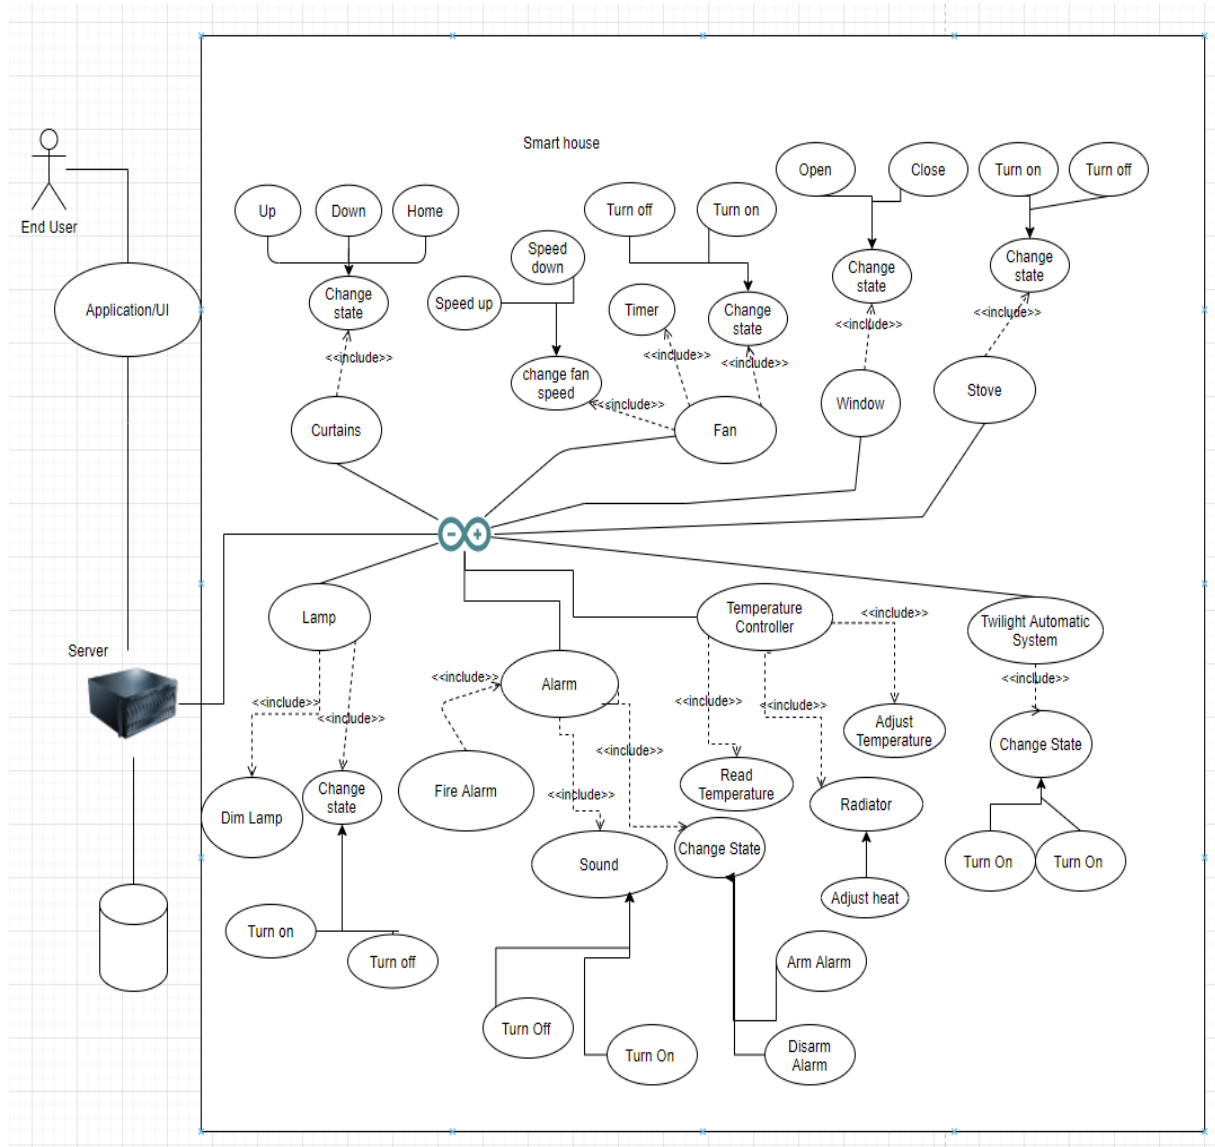 Smart house
End User
Application/UI
Server
Up
Down
Home
Change
state
<<include>>
Curtains
Speed
down
Speed up
change fan
speed
<<include>>
Turn off
Turn on
Timer
Change
state
<<include>>
<<include>>
Fan
Open
Close
Change
state
<<include>>
Window
Turn on
Turn off
Change
state
<<include>>
Stove
- +
Lamp
<<include>>
<<include>>
Dim Lamp
Change
state
Turn on
Turn off
Alarm
<<include>>
Fire Alarm
<<include>>
<<include>>
Sound
Change State
Turn Off
Turn On
Arm Alarm
Disarm
Alarm
Temperature
Controller
<<include>>
<<include>>
<<include>>
Read
Temperature
Adjust
Temperature
Radiator
Adjust heat
Twilight Automatic
System
<<include>>
Change State
Turn On
Turn On